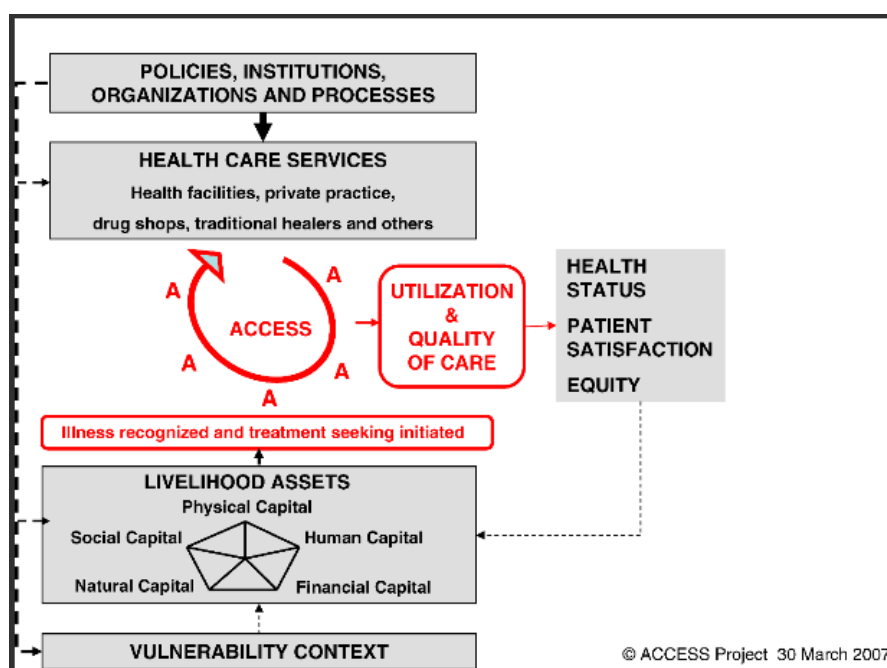 POLICIES, INSTITUTIONS,
ORGANIZATIONS AND PROCESSES
HEALTH CARE SERVICES
Health facilities, private practice,
drug shops, traditional healers and others
A
A
ACCESS
A
A
A
UTILIZATION
&
QUALITY
OF CARE
HEALTH
STATUS
PATIENT
SATISFACTION
EQUITY
Illness recognized and treatment seeking initiated
LIVELIHOOD ASSETS
Physical Capital
Social Capital
Human Capital
Natural Capital
Financial Capital
VULNERABILITY CONTEXT
© ACCESS Project 30 March 2007